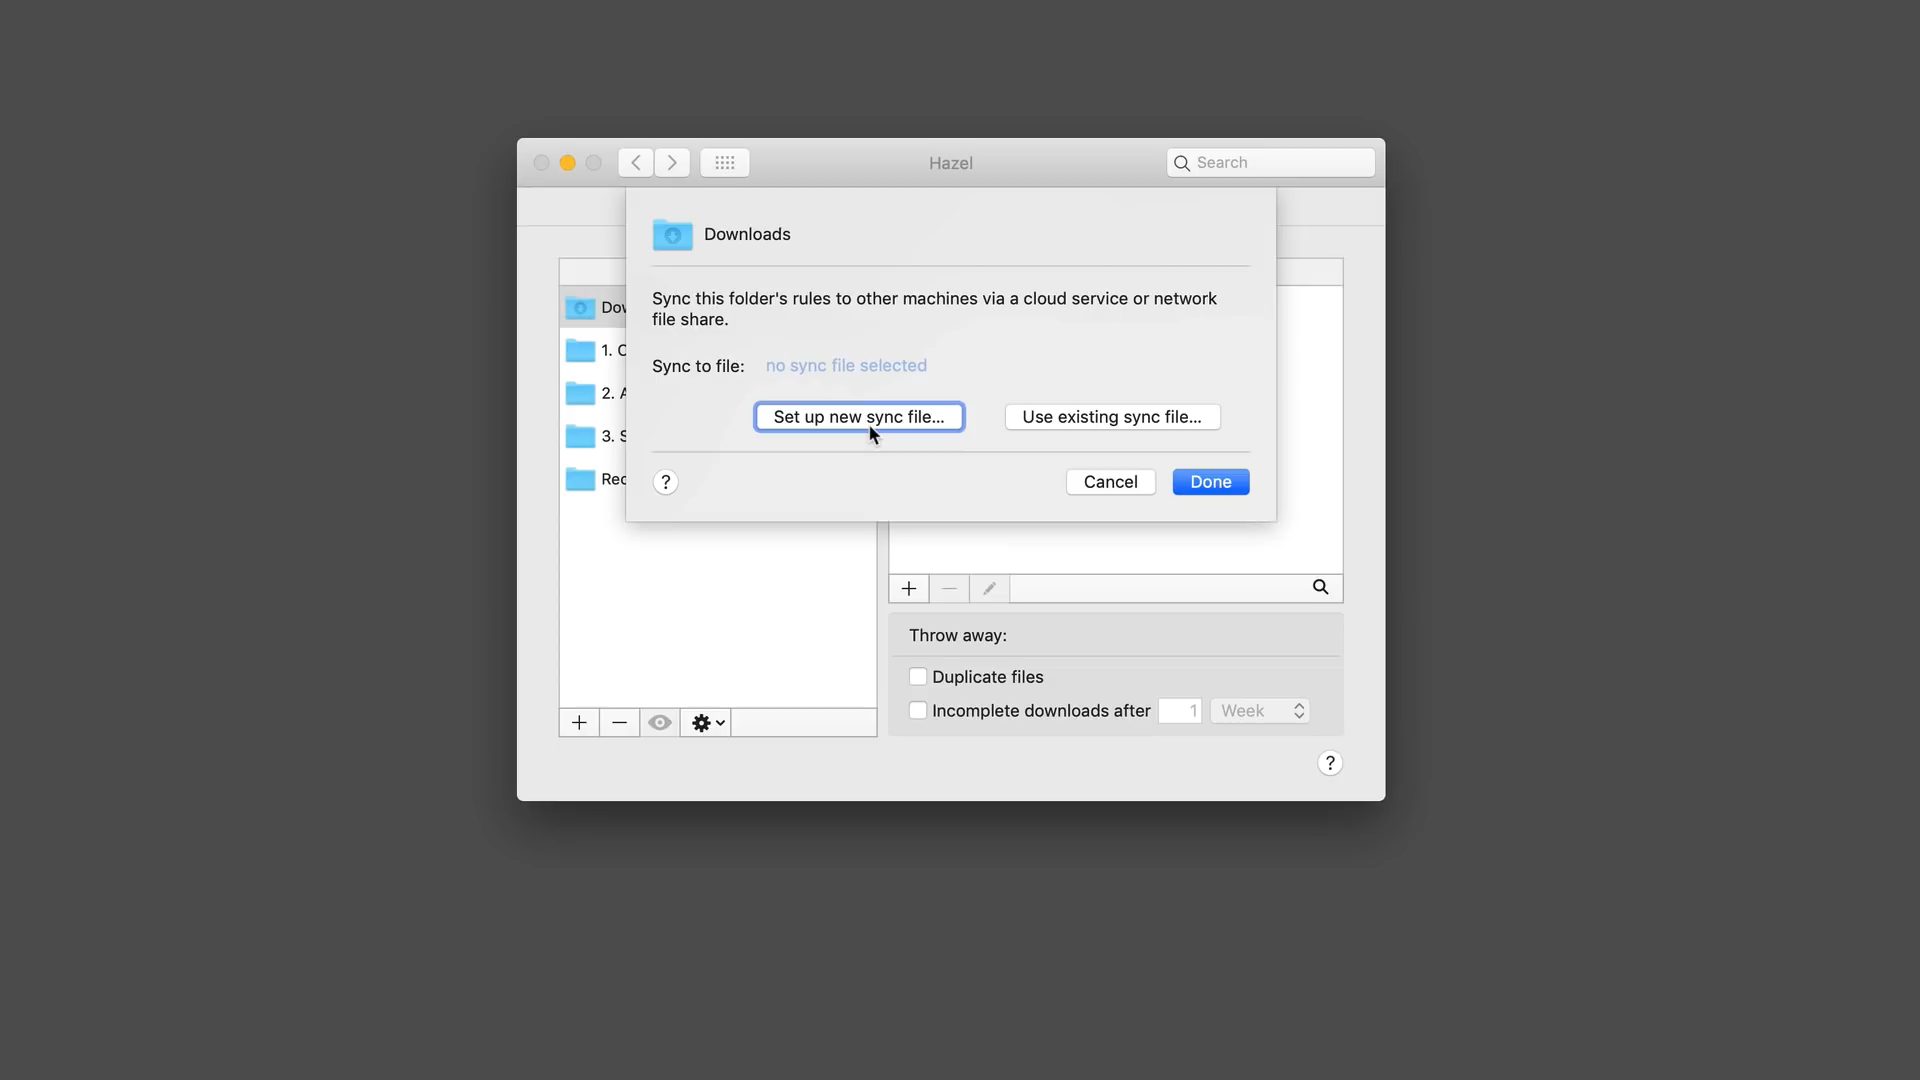 Hazel
Search
Downloads
Sync this folder's rules to other machines via a cloud service or network
file share.
Sync to file: no sync file selected
Set up new sync file... Use existing sync file...
? Cancel Done
1.
2.
3.
Throw away:
Duplicate files
Incomplete downloads after 1 Week
?